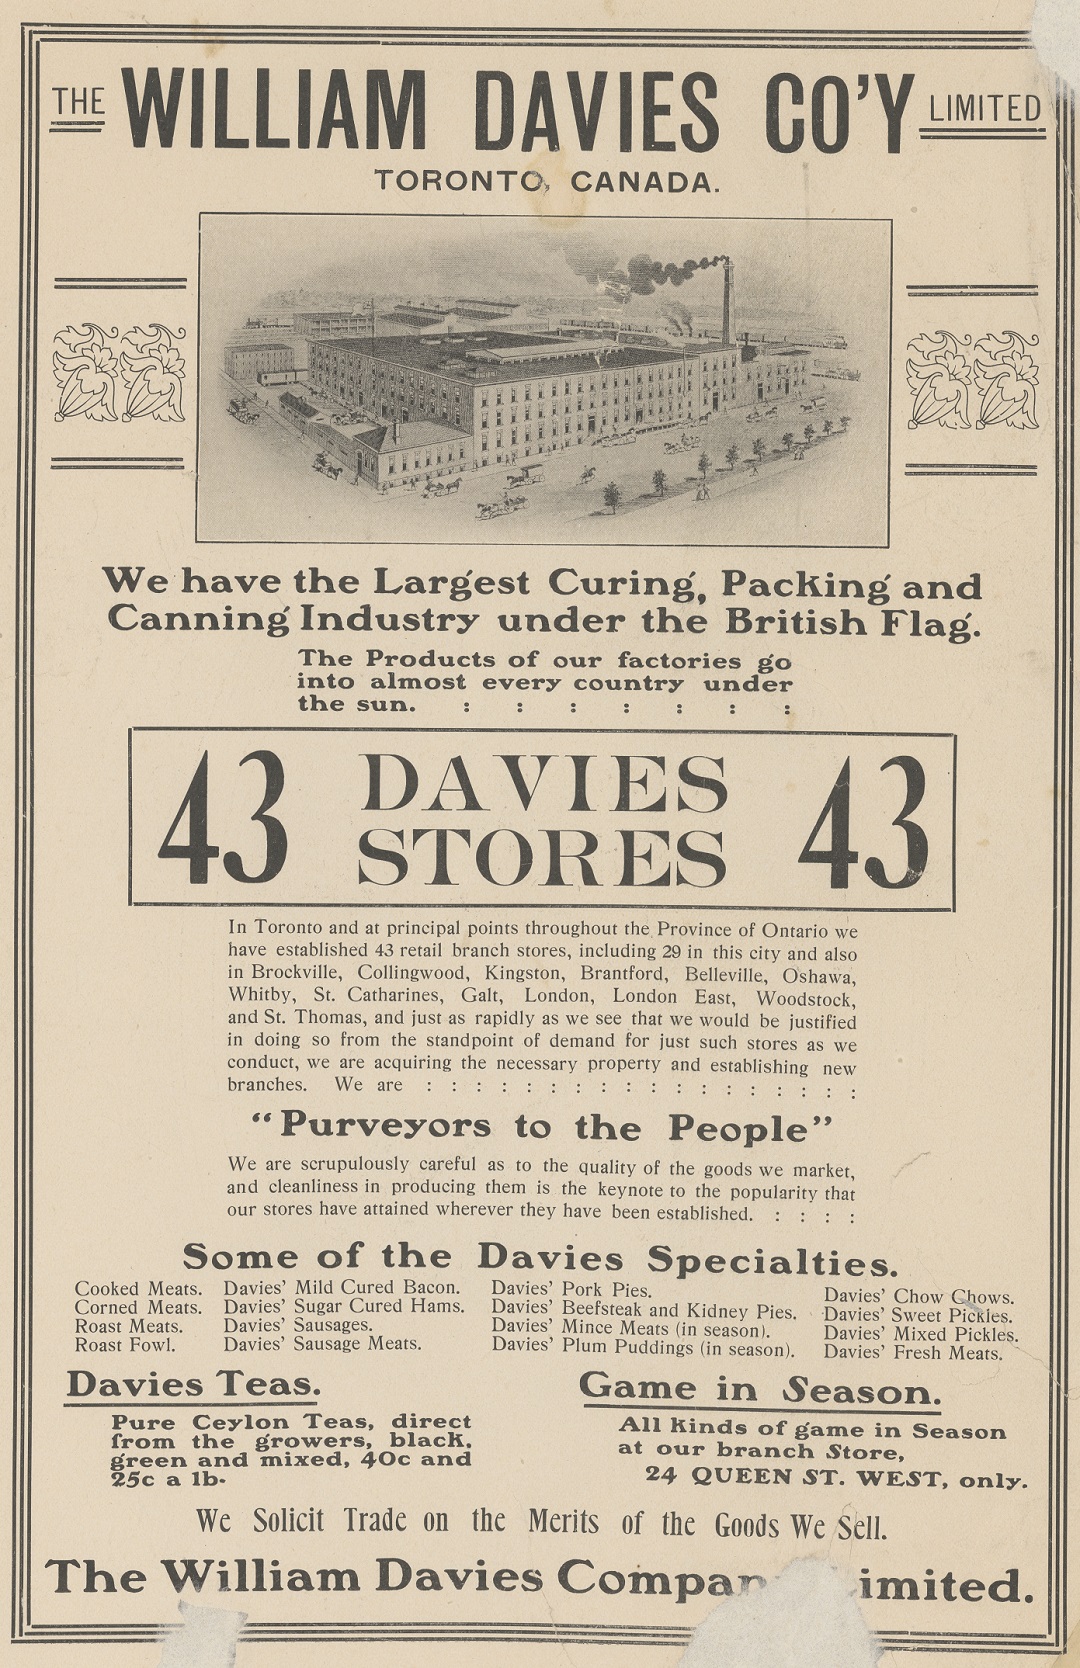 THE WILLIAM DAVIES CO'Y LIMITED
TORONTO, CANADA.
We have the Largest Curing, Packing and
Canning Industry under the British Flag.
The Products of our factories go
into almost every country under
the sun. : : : : : : :
43 DAVIES STORES 43
In Toronto and at principal points throughout the Province of Ontario we
have established 43 retail branch stores, including 29 in this city and also
in Brockville, Collingwood, Kingston, Brantford, Belleville, Oshawa,
Whitby, St. Catharines, Galt, London, London East, Woodstock,
and St. Thomas, and just as rapidly as we see that we would be justified
in doing so from the standpoint of demand for just such stores as we
conduct, we are acquiring the necessary property and establishing new
branches. We are : : : : : : : : : : : : : : : : : :
"Purveyors to the People"
We are scrupulously careful as to the quality of the goods we market,
and cleanliness in producing them is the keynote to the popularity that
our stores have attained wherever they have been established. : : : :
Some of the Davies Specialties.
Cooked Meats.
Corned Meats.
Roast Meats.
Roast Fowl.
Davies' Mild Cured Bacon.
Davies' Sugar Cured Hams.
Davies' Sausages.
Davies' Sausage Meats.
Davies' Pork Pies.
Davies' Beefsteak and Kidney Pies.
Davies' Mince Meats (in season).
Davies' Plum Puddings (in season).
Davies' Chow Chows.
Davies' Sweet Pickles.
Davies' Mixed Pickles.
Davies' Fresh Meats.
Davies Teas.
Pure Ceylon Teas, direct
from the growers, black,
green and mixed, 40c and
25c a lb.
Game in Season.
All kinds of game in Season
at our branch Store,
24 QUEEN ST. WEST, only.
We Solicit Trade on the Merits of the Goods We Sell.
The William Davies Compan imited.